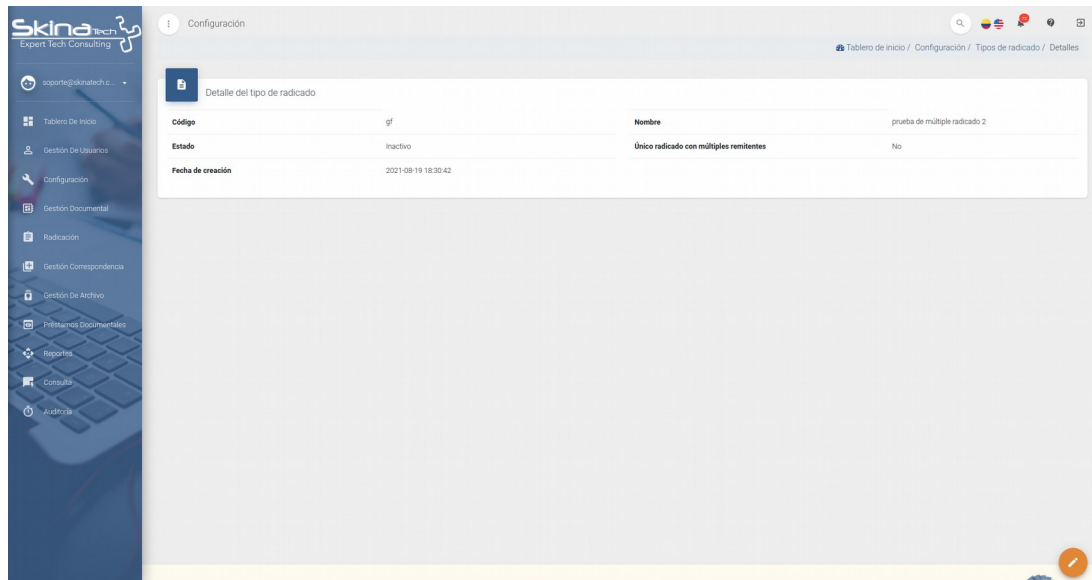 SkinaTech
Expert Tech Consulting
soporte@skinatech.c...
Tablero De Inicio
Gestión De Usuarios
Configuración
Gestión Documental
Radicación
Gestión Correspondencia
Gestión De Archivo
Préstamos Documentales
Reportes
Consulta
Auditoría
Configuración
Tablero de inicio / Configuración / Tipos de radicado / Detalles
Detalle del tipo de radicado
Código gf Nombre prueba de múltiple radicado 2
Estado Inactivo Único radicado con múltiples remitentes No
Fecha de creación 2021-08-19 18:30:42